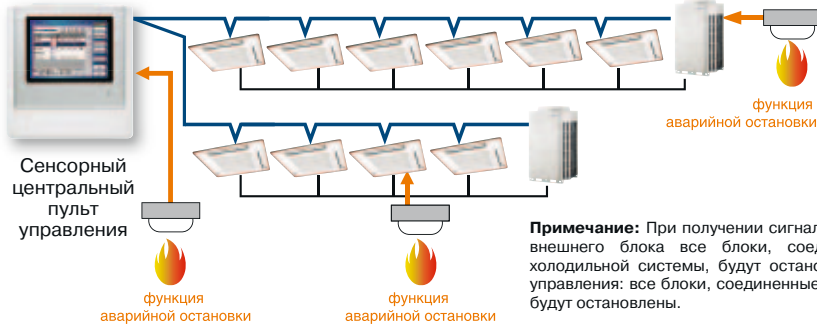 функция
аварийной остановки
Сенсорный
центральный
пульт
управления
Примечание: При получении сигнал
внешнего блока все блоки, соед
холодильной системы, будут остано
управления: все блоки, соединенные
будут остановлены.
функция
аварийной остановки
функция
аварийной остановки